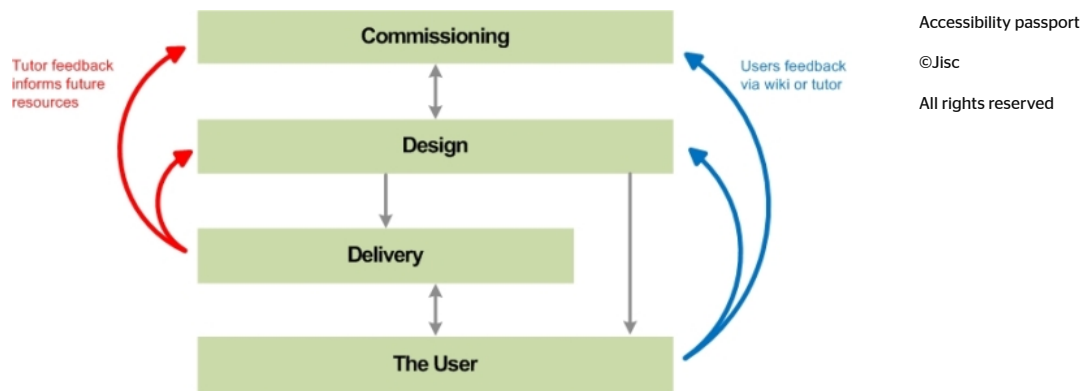 Commissioning
Tutor feedback
informs future
resources
Users feedback
via wiki or tutor
Design
Delivery
The User
Accessibility passport
©Jisc
All rights reserved